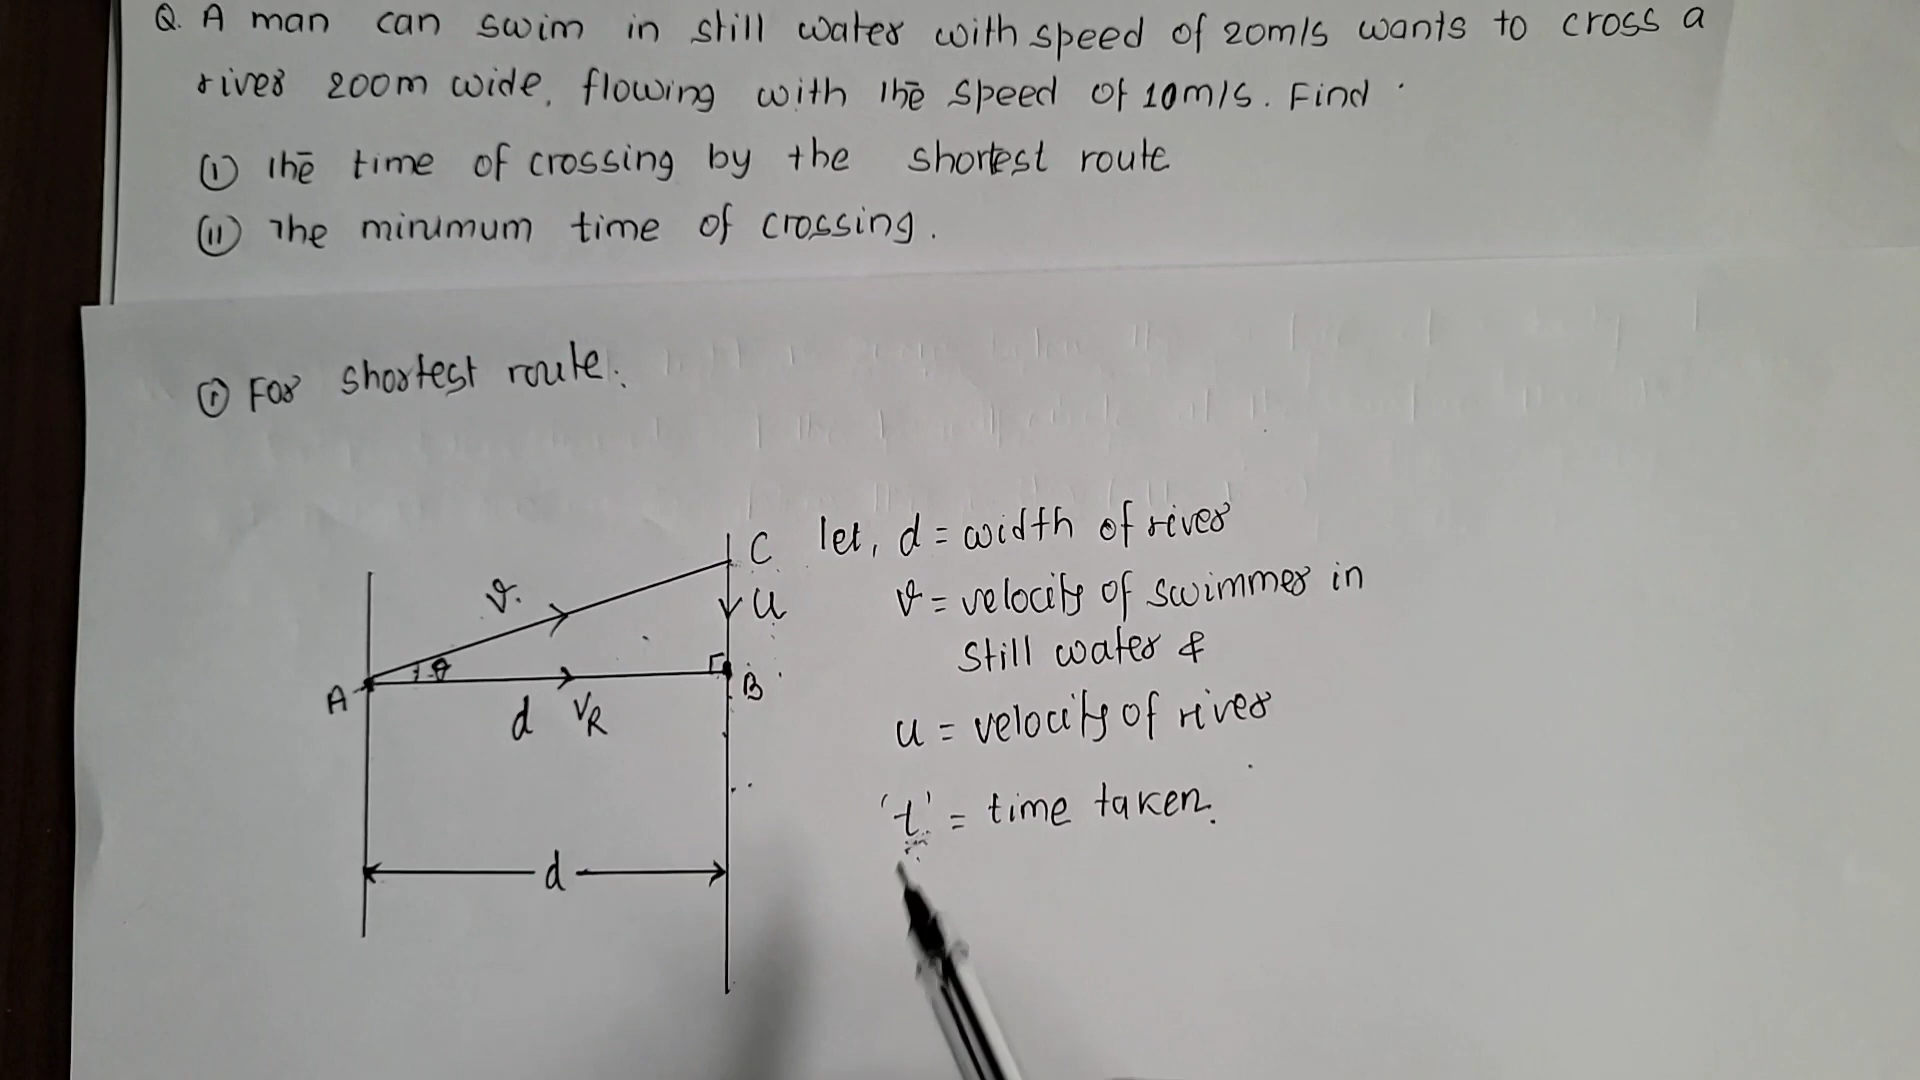 Q. A man can swim in still water with speed of 20m/s wants to cross a
river 200m wide, flowing with the speed of 10m/s. Find
(I) The time of crossing by the shortest route
(II) The minimum time of crossing.
(I) For shortest route.
C
v.
u
θ
A
B
d VR
d
let, d = width of river
v = velocity of swimmer in
still water &
u = velocity of river
't' = time taken.